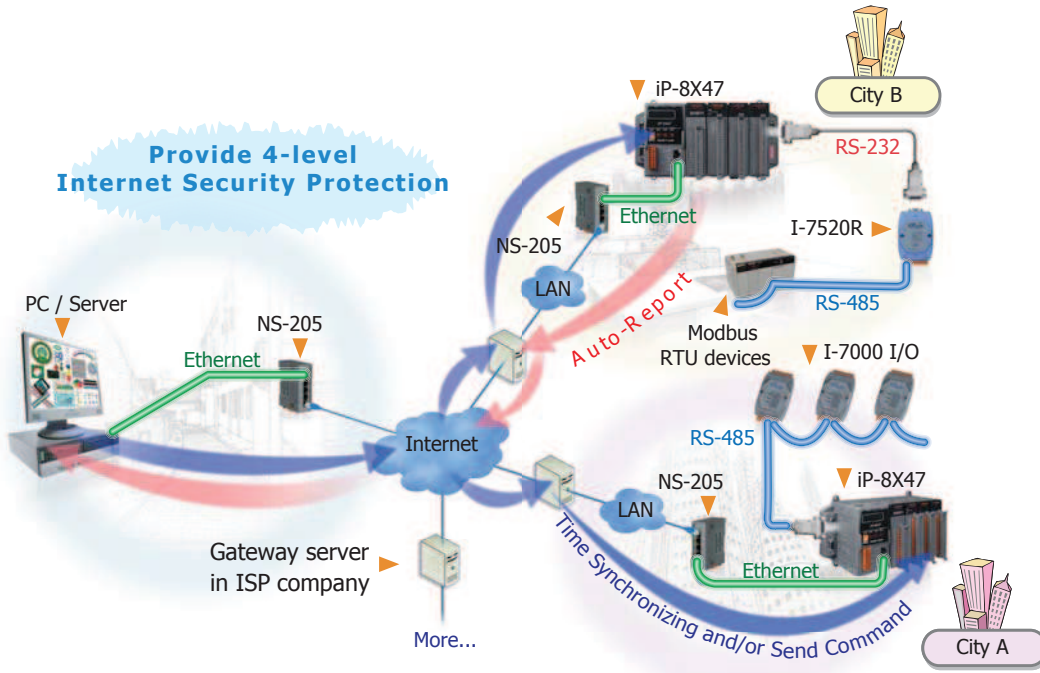 iP-8X47
City B
Provide 4-level
Internet Security Protection
RS-232
Ethernet
NS-205
I-7520R
LAN
RS-485
PC / Server
NS-205
Auto-Report
Modbus
RTU devices
I-7000 I/O
Ethernet
Internet
RS-485
NS-205
iP-8X47
LAN
Gateway server
in ISP company
Ethernet
Time Synchronizing and/or Send Command
More...
City A